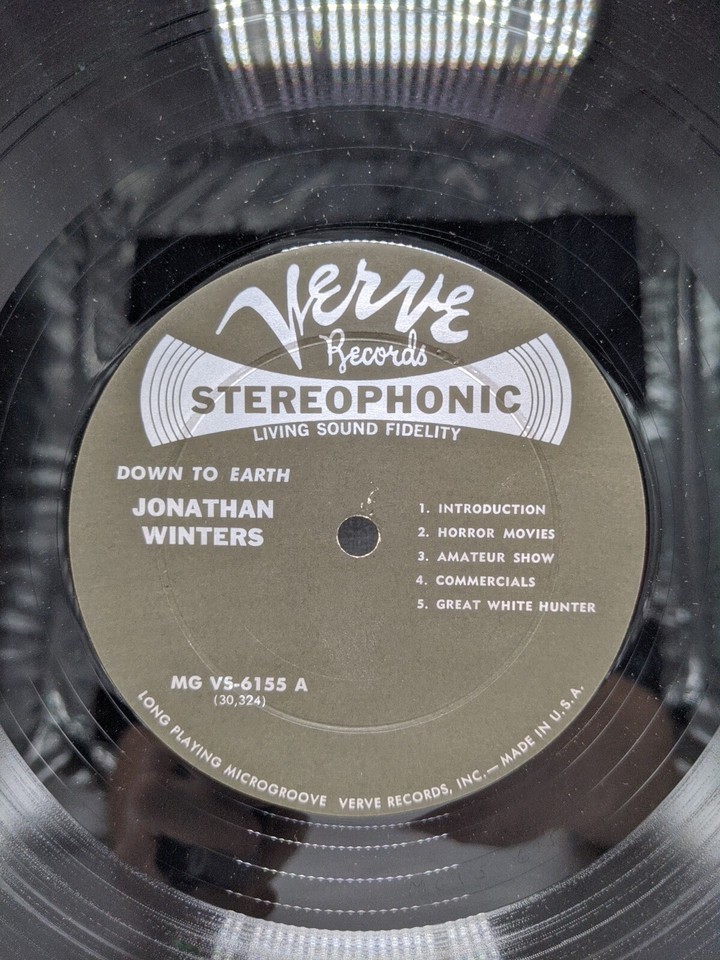 Verve
Records
STEREOPHONIC
LIVING SOUND FIDELITY
DOWN TO EARTH
JONATHAN
WINTERS
1. INTRODUCTION
2. HORROR MOVIES
3. AMATEUR SHOW
4. COMMERCIALS
5. GREAT WHITE HUNTER
MG VS-6155 A
(30,324)
LONG PLAYING MICROGROOVE VERVE RECORDS, INC.— MADE IN U.S.A.